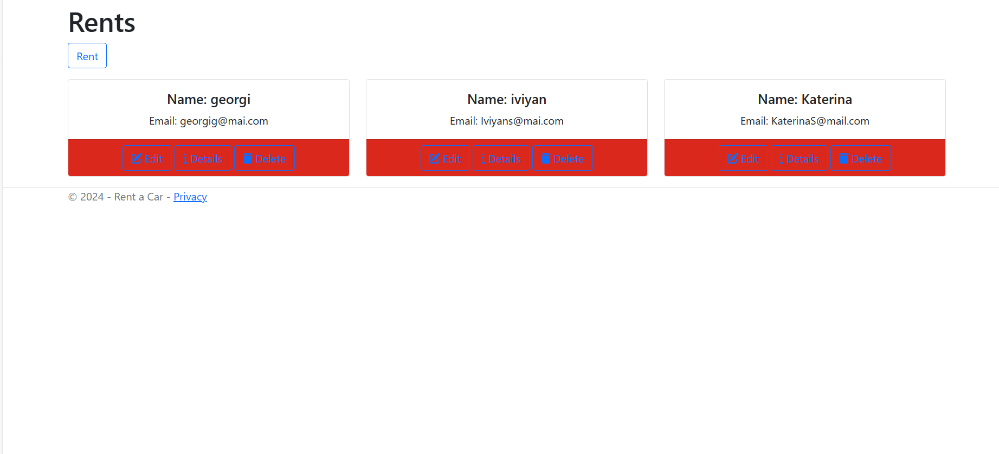 Rents
Rent
Name: georgi
Email: georgig@mai.com
Edit Details Delete
Name: iviyan
Email: Iviyans@mai.com
Edit Details Delete
Name: Katerina
Email: KaterinaS@mail.com
Edit Details Delete
© 2024 - Rent a Car - Privacy